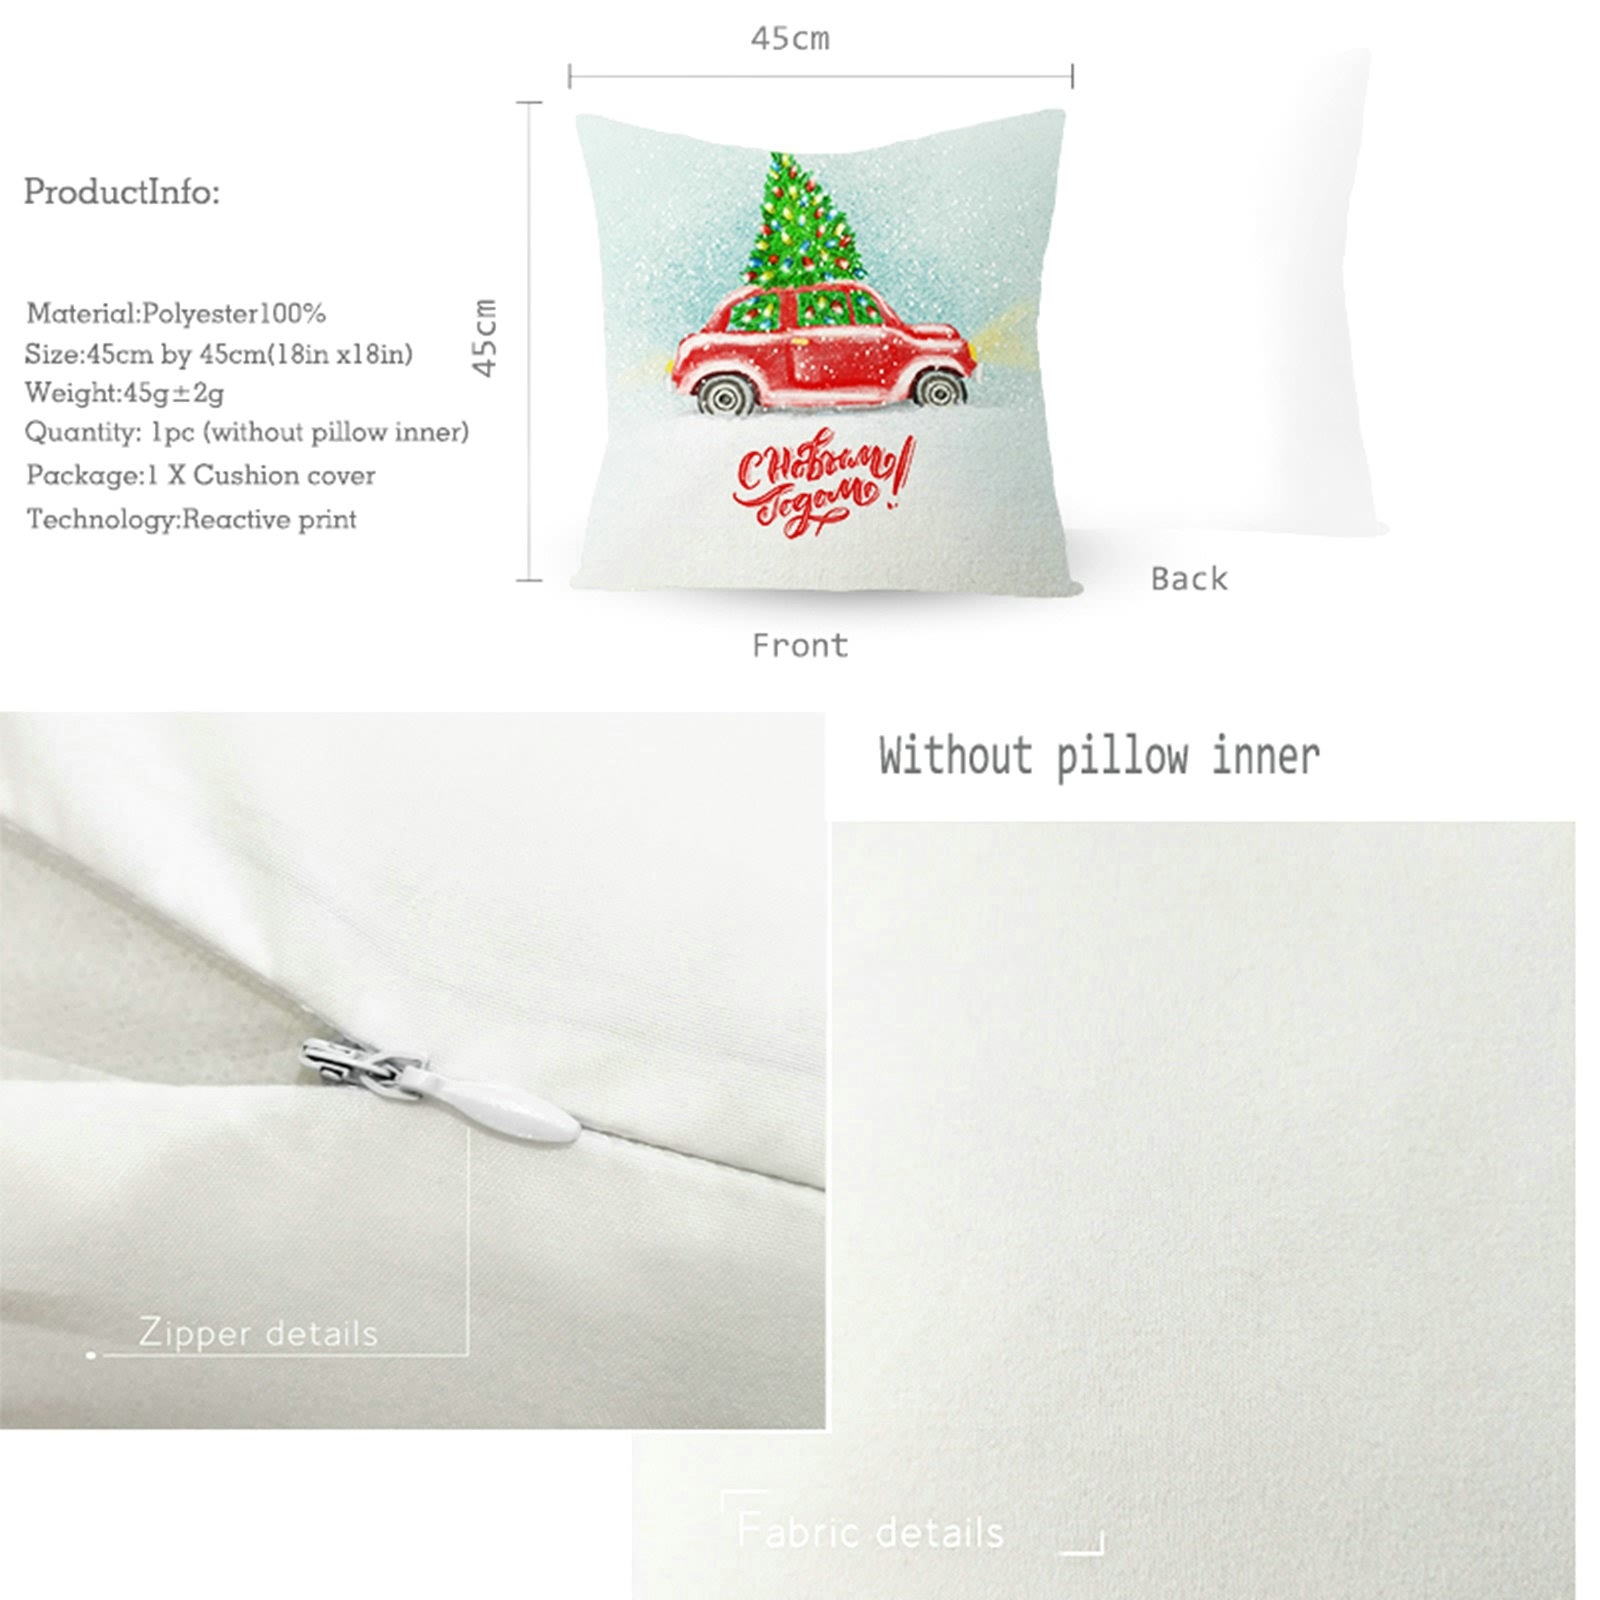 45cm
45cm
ProductInfo:
Material:Polyester100%
Size:45cm by 45cm(18in x18in)
Weight:45g±2g
Quantity: 1pc (without pillow inner)
Package:1 X Cushion cover
Technology:Reactive print
С Новым
Годом!
Back
Front
Without pillow inner
Zipper details
Fabric details